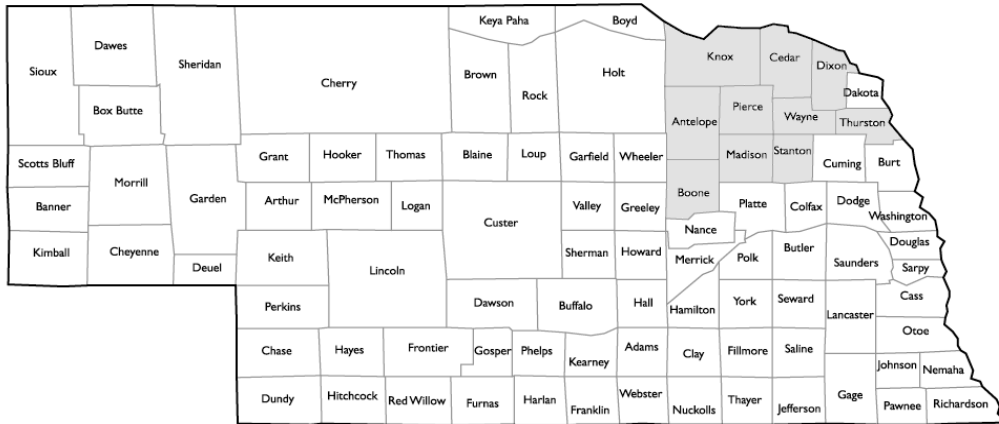 Keya Paha
Boyd
Dawes
Sioux
Sheridan
Cherry
Brown
Rock
Holt
Knox
Cedar
Dixon
Dakota
Box Butte
Antelope
Pierce
Wayne
Thurston
Scotts Bluff
Morrill
Grant
Hooker
Thomas
Blaine
Loup
Garfield
Wheeler
Madison
Stanton
Cuming
Burt
Banner
Garden
Arthur
McPherson
Logan
Custer
Valley
Greeley
Boone
Platte
Colfax
Dodge
Washington
Kimball
Cheyenne
Deuel
Keith
Lincoln
Sherman
Howard
Nance
Merrick
Polk
Butler
Saunders
Douglas
Sarpy
Perkins
Dawson
Buffalo
Hall
Hamilton
York
Seward
Lancaster
Cass
Otoe
Chase
Hayes
Frontier
Gosper
Phelps
Kearney
Adams
Clay
Fillmore
Saline
Johnson
Nemaha
Dundy
Hitchcock
Red Willow
Furnas
Harlan
Franklin
Webster
Nuckolls
Thayer
Jefferson
Gage
Pawnee
Richardson